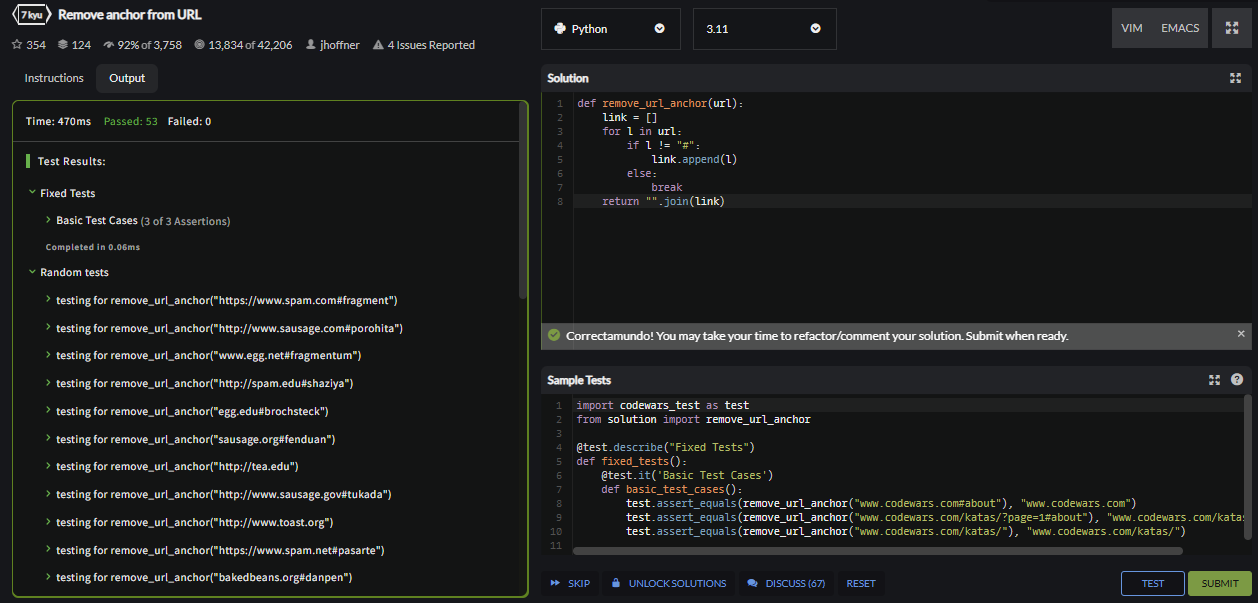 7 kyu Remove anchor from URL
354 124 92% of 3,758 13,834 of 42,206 jhoffner 4 Issues Reported
Instructions Output
Time: 470ms Passed: 53 Failed: 0
Test Results:
Fixed Tests
Basic Test Cases (3 of 3 Assertions)
Completed in 0.06ms
Random tests
testing for remove_url_anchor("https://www.spam.com#fragment")
testing for remove_url_anchor("http://www.sausage.com#porohita")
testing for remove_url_anchor("www.egg.net#fragmentum")
testing for remove_url_anchor("http://spam.edu#shaziya")
testing for remove_url_anchor("egg.edu#brochsteck")
testing for remove_url_anchor("sausage.org#fenduan")
testing for remove_url_anchor("http://tea.edu")
testing for remove_url_anchor("http://www.sausage.gov#tukada")
testing for remove_url_anchor("http://www.toast.org")
testing for remove_url_anchor("https://www.spam.net#pasarte")
testing for remove_url_anchor("bakedbeans.org#danpen")
Python 3.11 VIM EMACS
Solution
1 def remove_url_anchor(url):
2 link = []
3 for l in url:
4 if l != "#":
5 link.append(l)
6 else:
7 break
8 return "".join(link)
Correctamundo! You may take your time to refactor/comment your solution. Submit when ready. ×
Sample Tests ?
1 import codewars_test as test
2 from solution import remove_url_anchor
3
4 @test.describe("Fixed Tests")
5 def fixed_tests():
6 @test.it('Basic Test Cases')
7 def basic_test_cases():
8 test.assert_equals(remove_url_anchor("www.codewars.com#about"), "www.codewars.com")
9 test.assert_equals(remove_url_anchor("www.codewars.com/katas/?page=1#about"), "www.codewars.com/katas
10 test.assert_equals(remove_url_anchor("www.codewars.com/katas/"), "www.codewars.com/katas/")
11
SKIP UNLOCK SOLUTIONS DISCUSS (67) RESET TEST SUBMIT